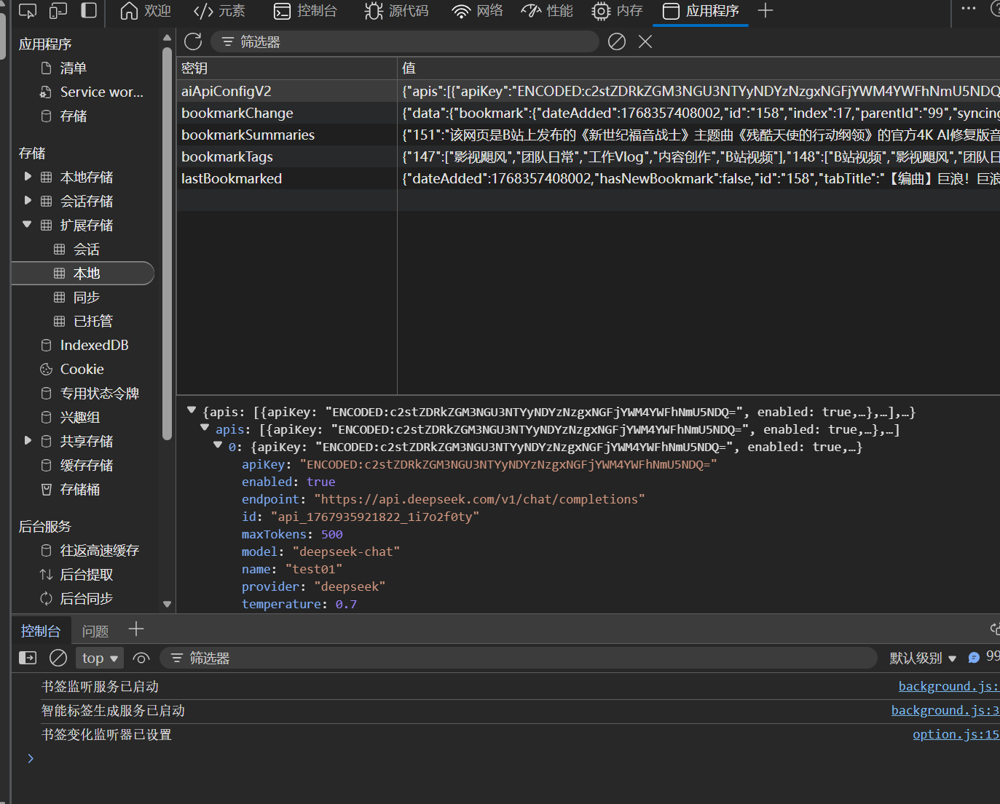 欢迎 元素 控制台 源代码 网络 性能 内存 应用程序
应用程序
清单
Service wor...
存储
存储
本地存储
会话存储
扩展存储
会话
本地
同步
已托管
IndexedDB
Cookie
专用状态令牌
兴趣组
共享存储
缓存存储
存储桶
后台服务
往返高速缓存
后台提取
后台同步
筛选器
密钥 值
aiApiConfigV2 {"apis":[{"apiKey":"ENCODED:c2stZDRkZGM3NGU3NTYyNDYzNzgxNGFjYWM4YWFhNmU5NDQ
bookmarkChange {"data":{"bookmark":{"dateAdded":1768357408002,"id":"158","index":17,"parentId":"99","syncing
bookmarkSummaries {"151":"该网页是B站上发布的《新世纪福音战士》主题曲《残酷天使的行动纲领》的官方4K AI修复版音
bookmarkTags {"147":["影视飓风","团队日常","工作Vlog","内容创作","B站视频"],"148":["B站视频","影视飓风","团队日
lastBookmarked {"dateAdded":1768357408002,"hasNewBookmark":false,"id":"158","tabTitle":"【编曲】巨浪！巨浪
{apis: [{apiKey: "ENCODED:c2stZDRkZGM3NGU3NTYyNDYzNzgxNGFjYWM4YWFhNmU5NDQ=", enabled: true,…},…],…}
apis: [{apiKey: "ENCODED:c2stZDRkZGM3NGU3NTYyNDYzNzgxNGFjYWM4YWFhNmU5NDQ=", enabled: true,…},…]
0: {apiKey: "ENCODED:c2stZDRkZGM3NGU3NTYyNDYzNzgxNGFjYWM4YWFhNmU5NDQ=", enabled: true,…}
apiKey: "ENCODED:c2stZDRkZGM3NGU3NTYyNDYzNzgxNGFjYWM4YWFhNmU5NDQ="
enabled: true
endpoint: "https://api.deepseek.com/v1/chat/completions"
id: "api_1767935921822_1i7o2f0ty"
maxTokens: 500
model: "deepseek-chat"
name: "test01"
provider: "deepseek"
temperature: 0.7
控制台 问题
top 筛选器 默认级别 99
书签监听服务已启动 background.js:
智能标签生成服务已启动 background.js:3
书签变化监听器已设置 option.js:15